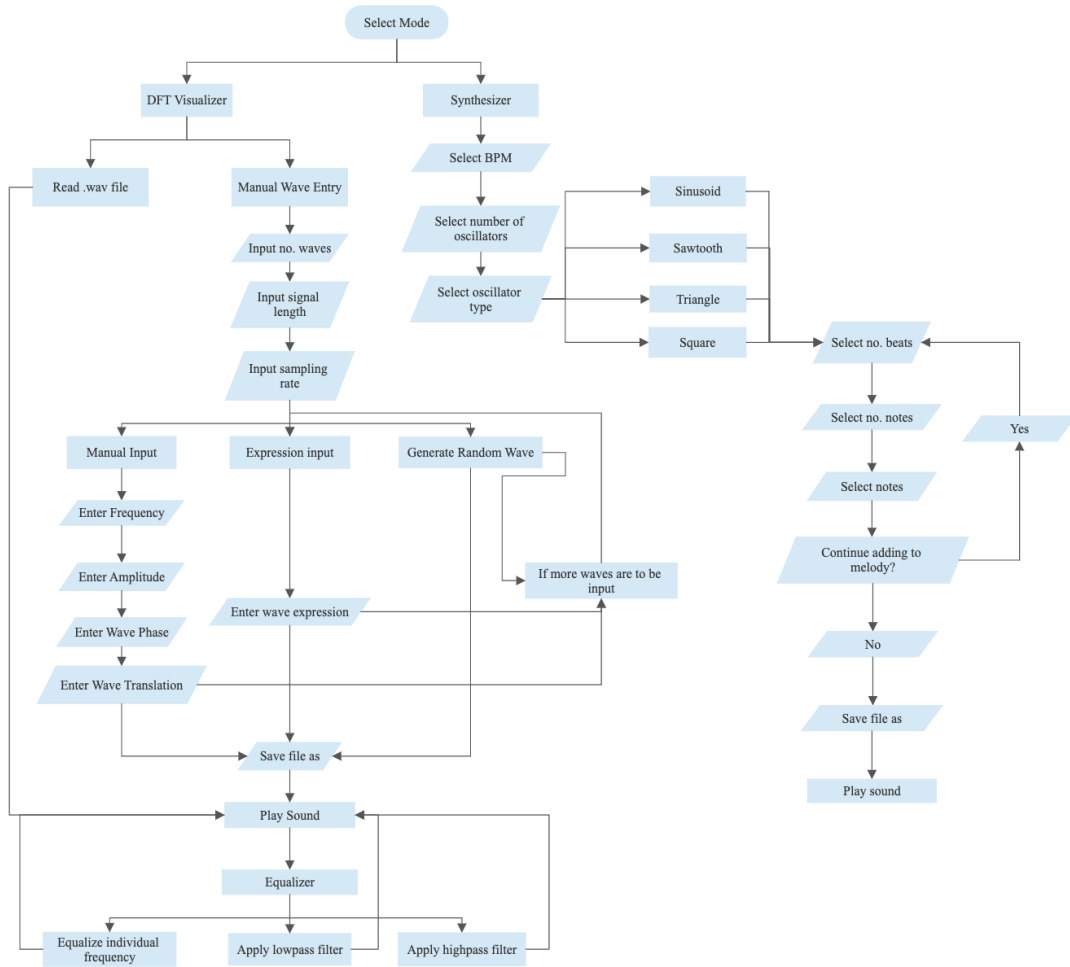 Select Mode
DFT Visualizer
Synthesizer
Select BPM
Read .wav file
Manual Wave Entry
Sinusoid
Select number of
oscillators
Input no. waves
Sawtooth
Select oscillator
type
Input signal
length
Triangle
Square
Select no. beats
Input sampling
rate
Select no. notes
Yes
Manual Input
Expression input
Generate Random Wave
Select notes
Enter Frequency
Continue adding to
melody?
Enter Amplitude
If more waves are to be
input
Enter wave expression
Enter Wave Phase
No
Enter Wave Translation
Save file as
Save file as
Play sound
Play Sound
Equalizer
Equalize individual
frequency
Apply lowpass filter
Apply highpass filter